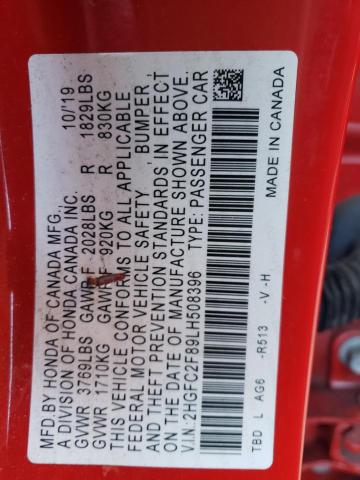 MFD.BY HONDA OF CANADA MFG., 10/19
A DIVISION OF HONDA CANADA INC.
GVWR 3769LBS GAWR F 2028LBS R 1829LBS
GVWR 1710KG GAWR F 920KG R 830KG
THIS VEHICLE CONFORMS TO ALL APPLICABLE
FEDERAL MOTOR VEHICLE SAFETY, BUMPER,
AND THEFT PREVENTION STANDARDS IN EFFECT
ON THE DATE OF MANUFACTURE SHOWN ABOVE.
V.I.N: 2HGFC2F89LH508396 TYPE: PASSENGER CAR
TBD L AG6 -R513 -V -H MADE IN CANADA